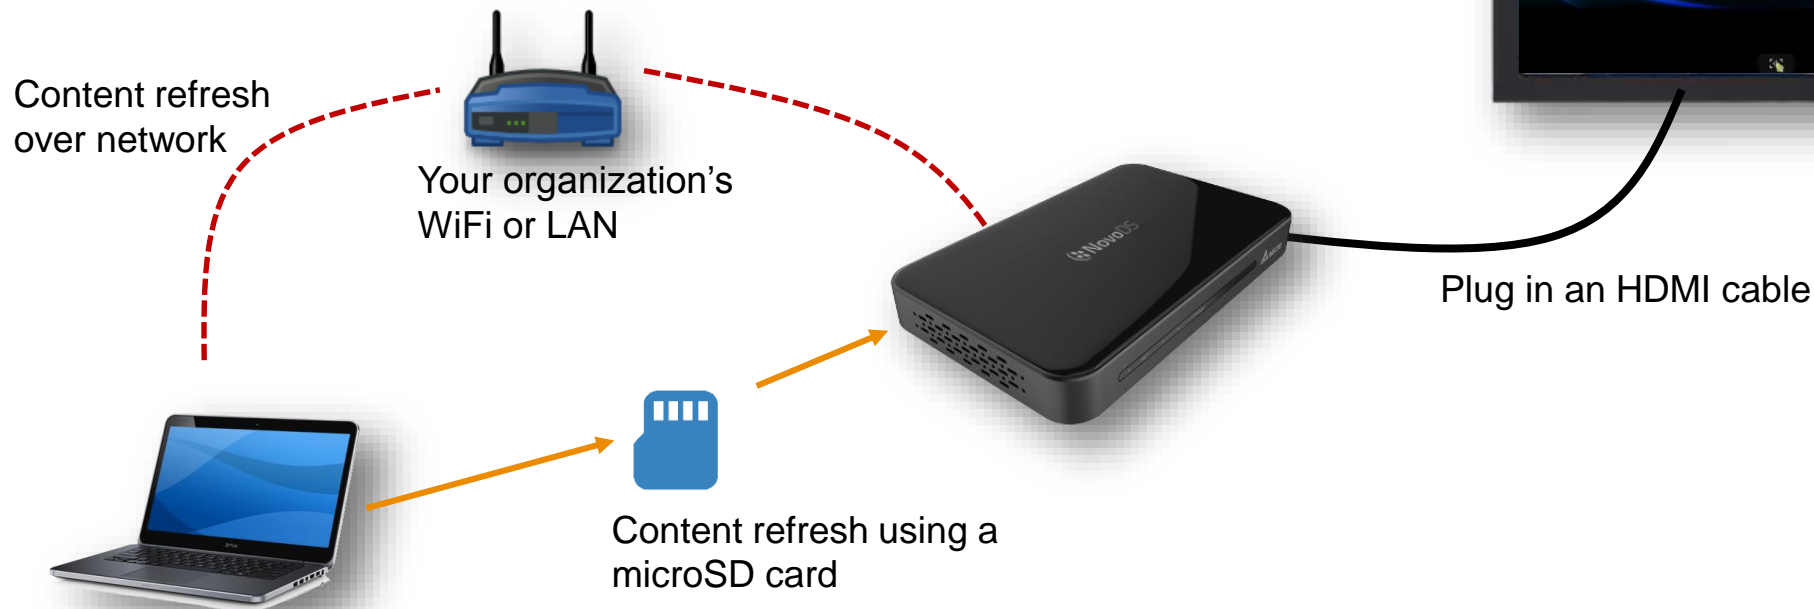 Content refresh
over network
Your organization’s
WiFi or LAN
NovoDS
Plug in an HDMI cable
Content refresh using a
microSD card